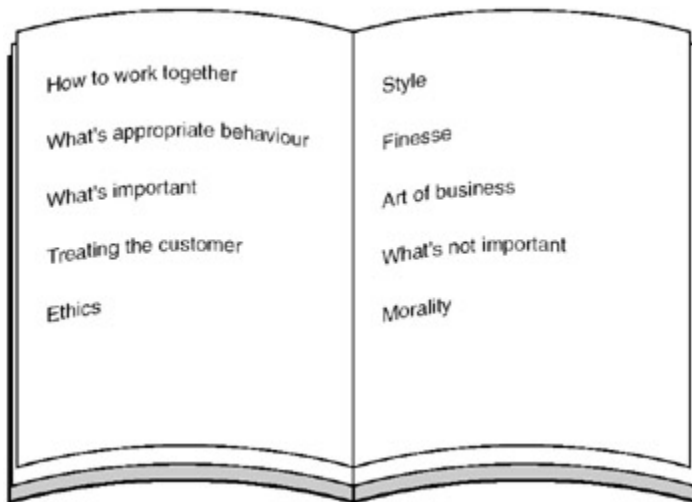 How to work together
What's appropriate behaviour
What's important
Treating the customer
Ethics
Style
Finesse
Art of business
What's not important
Morality